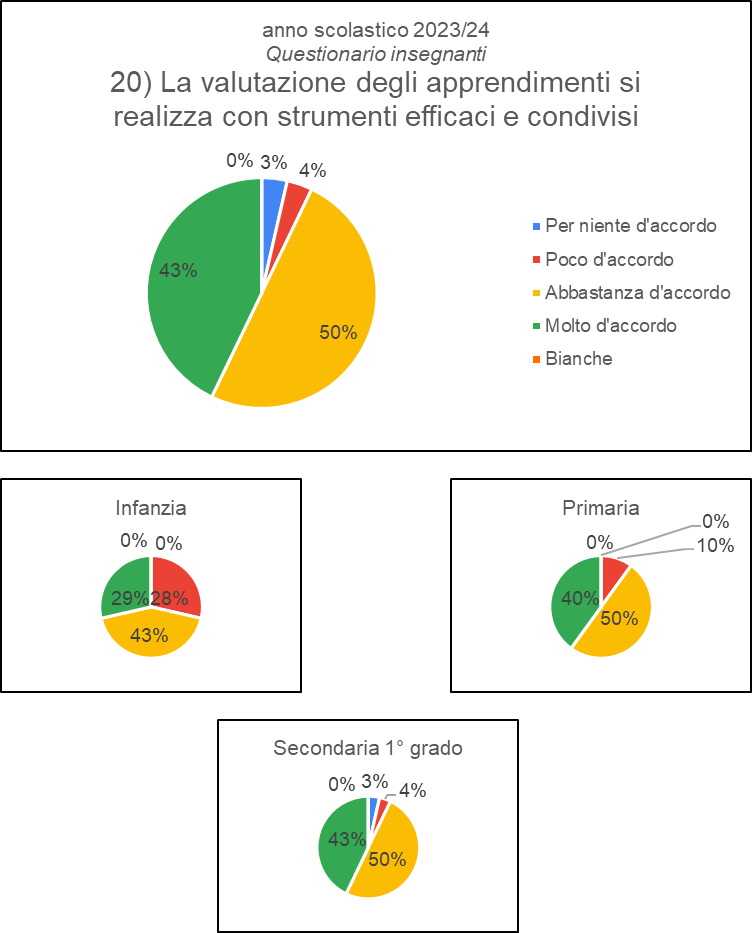 anno scolastico 2023/24
Questionario insegnanti
20) La valutazione degli apprendimenti si
realizza con strumenti efficaci e condivisi
0%
3%
4%
43%
50%
Per niente d'accordo
Poco d'accordo
Abbastanza d'accordo
Molto d'accordo
Bianche
Infanzia
0%
0%
29%
28%
43%
Primaria
0%
0%
10%
40%
50%
Secondaria 1° grado
0%
3%
4%
43%
50%